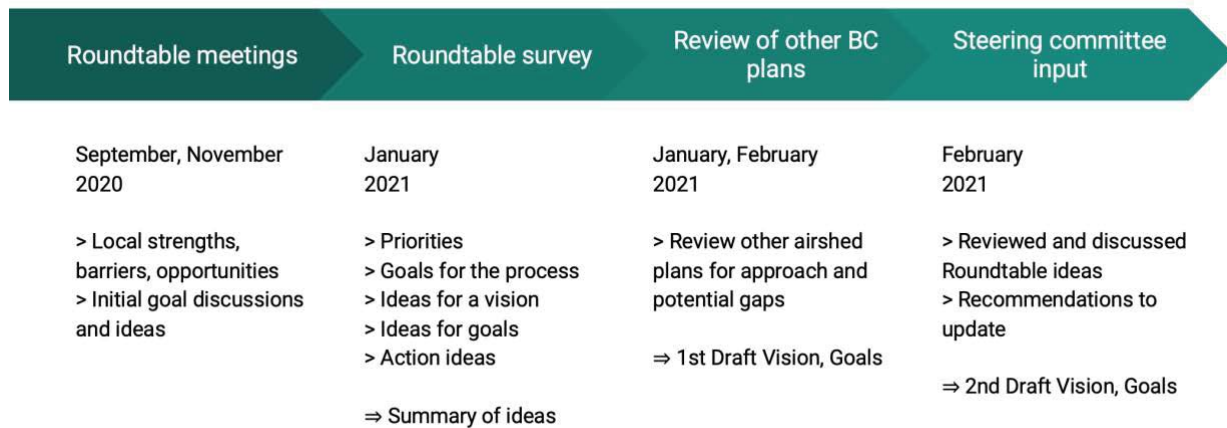 Roundtable meetings
Roundtable survey
Review of other BC
plans
Steering committee
input
September, November
2020
> Local strengths,
barriers, opportunities
> Initial goal discussions
and ideas
January
2021
> Priorities
> Goals for the process
> Ideas for a vision
> Ideas for goals
> Action ideas
⇒ Summary of ideas
January, February
2021
> Review other airshed
plans for approach and
potential gaps
⇒ 1st Draft Vision, Goals
February
2021
> Reviewed and discussed
Roundtable ideas
> Recommendations to
update
⇒ 2nd Draft Vision, Goals